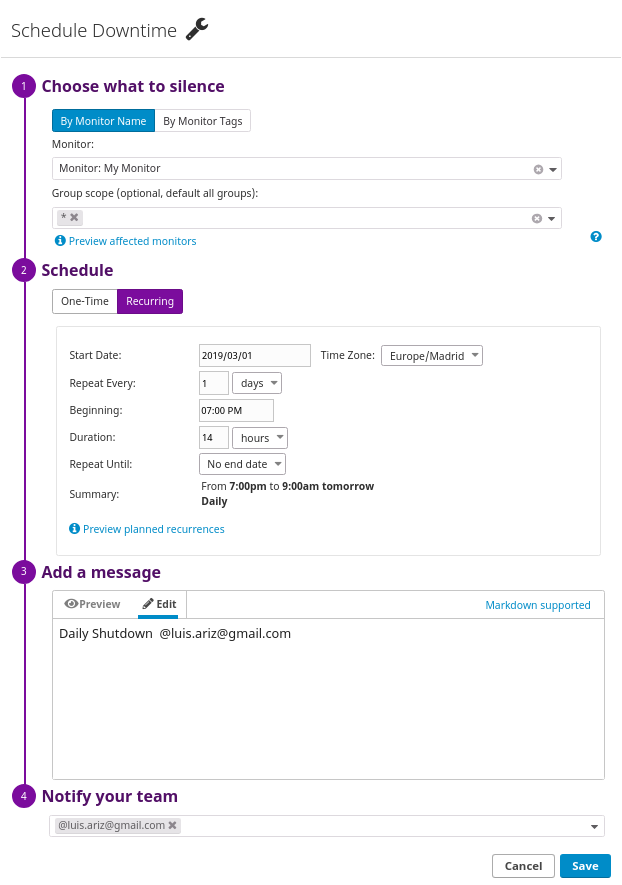 Schedule Downtime
1 Choose what to silence
By Monitor Name By Monitor Tags
Monitor:
Monitor: My Monitor
Group scope (optional, default all groups):
*
Preview affected monitors
2 Schedule
One-Time Recurring
Start Date: 2019/03/01 Time Zone: Europe/Madrid
Repeat Every: 1 days
Beginning: 07:00 PM
Duration: 14 hours
Repeat Until: No end date
Summary: From 7:00pm to 9:00am tomorrow
Daily
Preview planned recurrences
3 Add a message
Preview Edit Markdown supported
Daily Shutdown @luis.ariz@gmail.com
4 Notify your team
@luis.ariz@gmail.com
Cancel Save